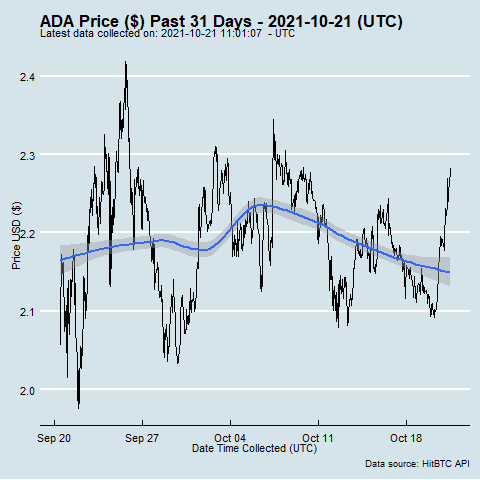 ADA Price ($) Past 31 Days - 2021-10-21 (UTC)
Latest data collected on: 2021-10-21 11:01:07  - UTC
2.4
2.3
2.2
2.1
2.0
Price USD ($)
Sep 20
Sep 27
Oct 04
Oct 11
Oct 18
Date Time Collected (UTC)
Data source: HitBTC API